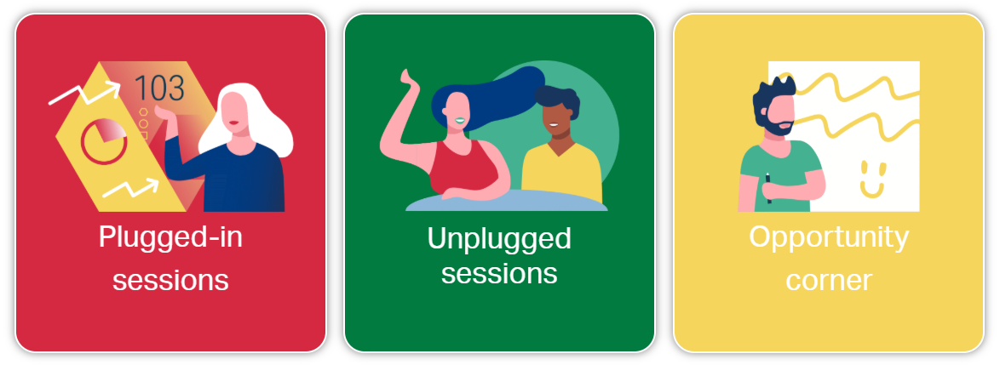 103
Plugged-in
sessions
Unplugged
sessions
Opportunity
corner